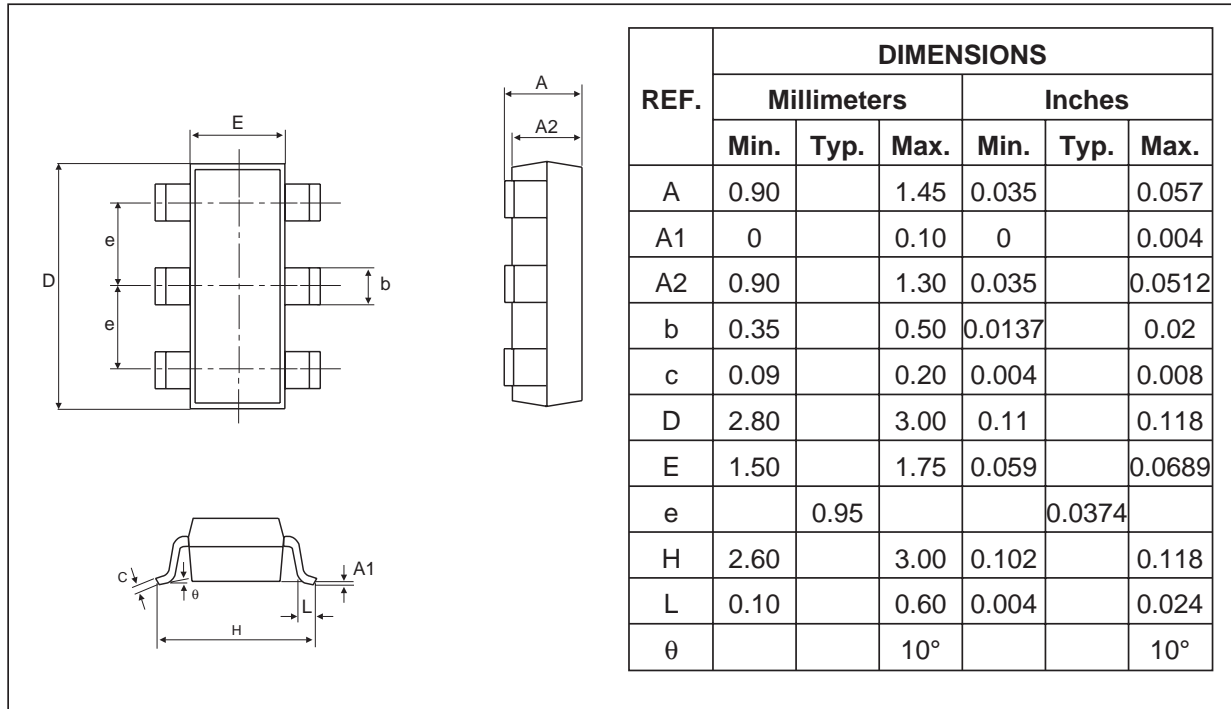 E
D
e
e
b
A
A2
C
θ
L
A1
H
DIMENSIONS
REF. Millimeters Inches
Min. Typ. Max. Min. Typ. Max.
A 0.90 1.45 0.035 0.057
A1 0 0.10 0 0.004
A2 0.90 1.30 0.035 0.0512
b 0.35 0.50 0.0137 0.02
c 0.09 0.20 0.004 0.008
D 2.80 3.00 0.11 0.118
E 1.50 1.75 0.059 0.0689
e 0.95 0.0374
H 2.60 3.00 0.102 0.118
L 0.10 0.60 0.004 0.024
θ 10° 10°